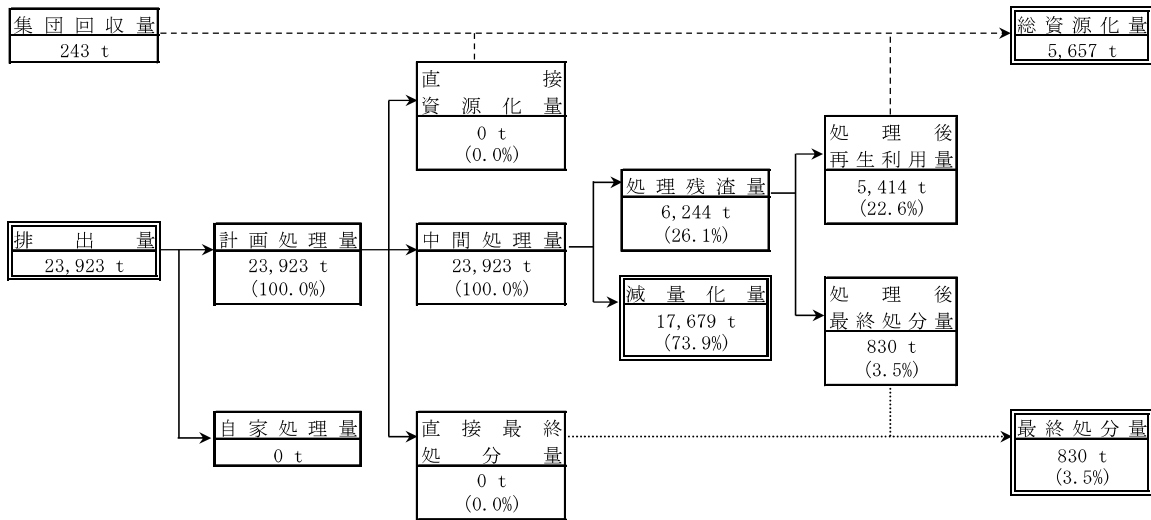 集団回収量
243 t
総資源化量
5,657 t
直接
資源化量
0 t
(0.0%)
処理後
再生利用量
5,414 t
(22.6%)
処理残渣量
6,244 t
(26.1%)
排出量
23,923 t
計画処理量
23,923 t
(100.0%)
中間処理量
23,923 t
(100.0%)
減量化量
17,679 t
(73.9%)
処理後
最終処分量
830 t
(3.5%)
自家処理量
0 t
直接最終
処分量
0 t
(0.0%)
最終処分量
830 t
(3.5%)